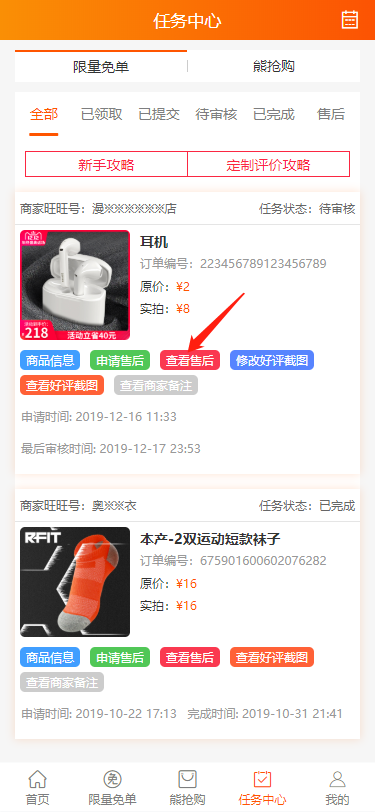 任务中心
限量免单
熊抢购
全部 已领取 已提交 待审核 已完成 售后
新手攻略 定制评价攻略
商家旺旺号: 漫※※※※※※店 任务状态: 待审核
耳机
订单编号: 223456789123456789
原价: ¥2
实拍: ¥8
218
活动立省40元
商品信息 申请售后 查看售后 修改好评截图
查看好评截图 查看商家备注
申请时间: 2019-12-16 11:33
最后审核时间: 2019-12-17 23:53
商家旺旺号: 奥※※衣 任务状态: 已完成
RFIT
本产-2双运动短款袜子
订单编号: 675901600602076282
原价: ¥16
实拍: ¥16
商品信息 申请售后 查看售后 查看好评截图
查看商家备注
申请时间: 2019-10-22 17:13 完成时间: 2019-10-31 21:41
首页 限量免单 熊抢购 任务中心 我的